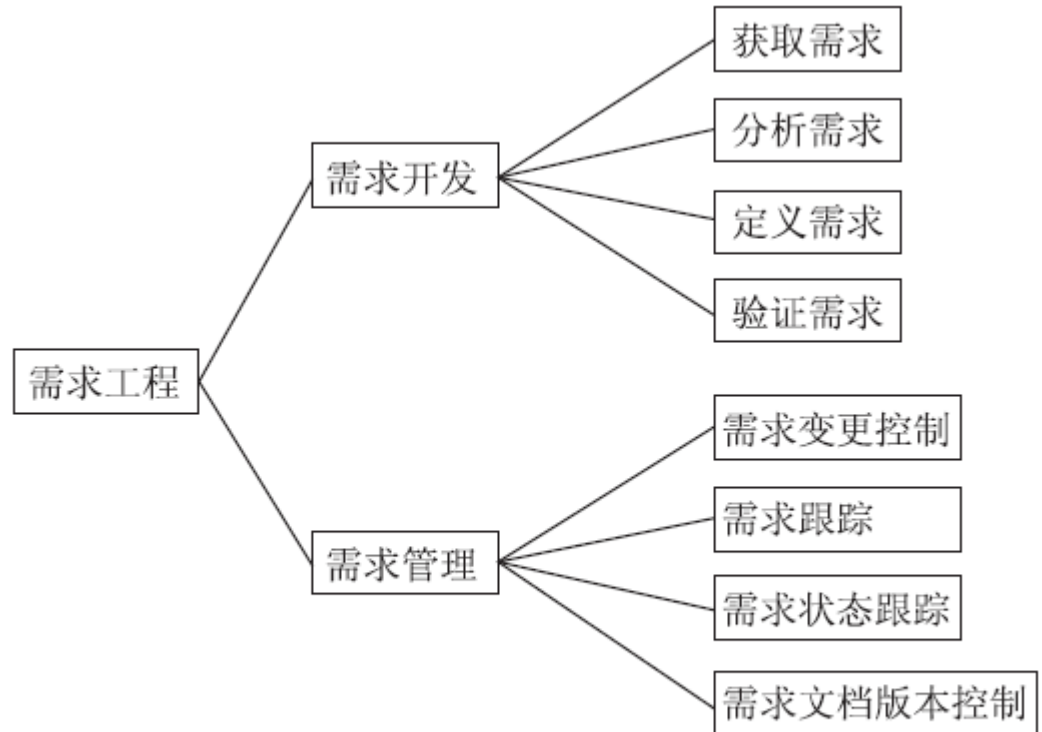 需求工程
需求开发
获取需求
分析需求
定义需求
验证需求
需求管理
需求变更控制
需求跟踪
需求状态跟踪
需求文档版本控制